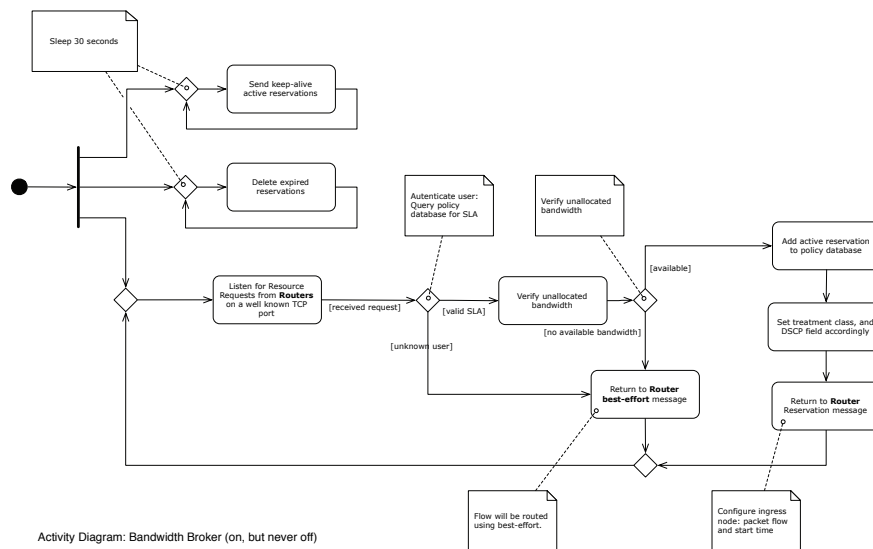 Sleep 30 seconds
Send keep-alive
active reservations
Delete expired
reservations
Autenticate user:
Query policy
database for SLA
Verify unallocated
bandwidth
Add active reservation
to policy database
[available]
Listen for Resource
Requests from Routers
on a well known TCP
port
[received request]
[valid SLA]
Verify unallocated
bandwidth
[no available bandwidth]
[unknown user]
Set treatment class, and
DSCP field accordingly
Return to Router
best-effort message
Return to Router
Reservation message
Flow will be routed
using best-effort.
Configure ingress
node: packet flow
and start time
Activity Diagram: Bandwidth Broker (on, but never off)